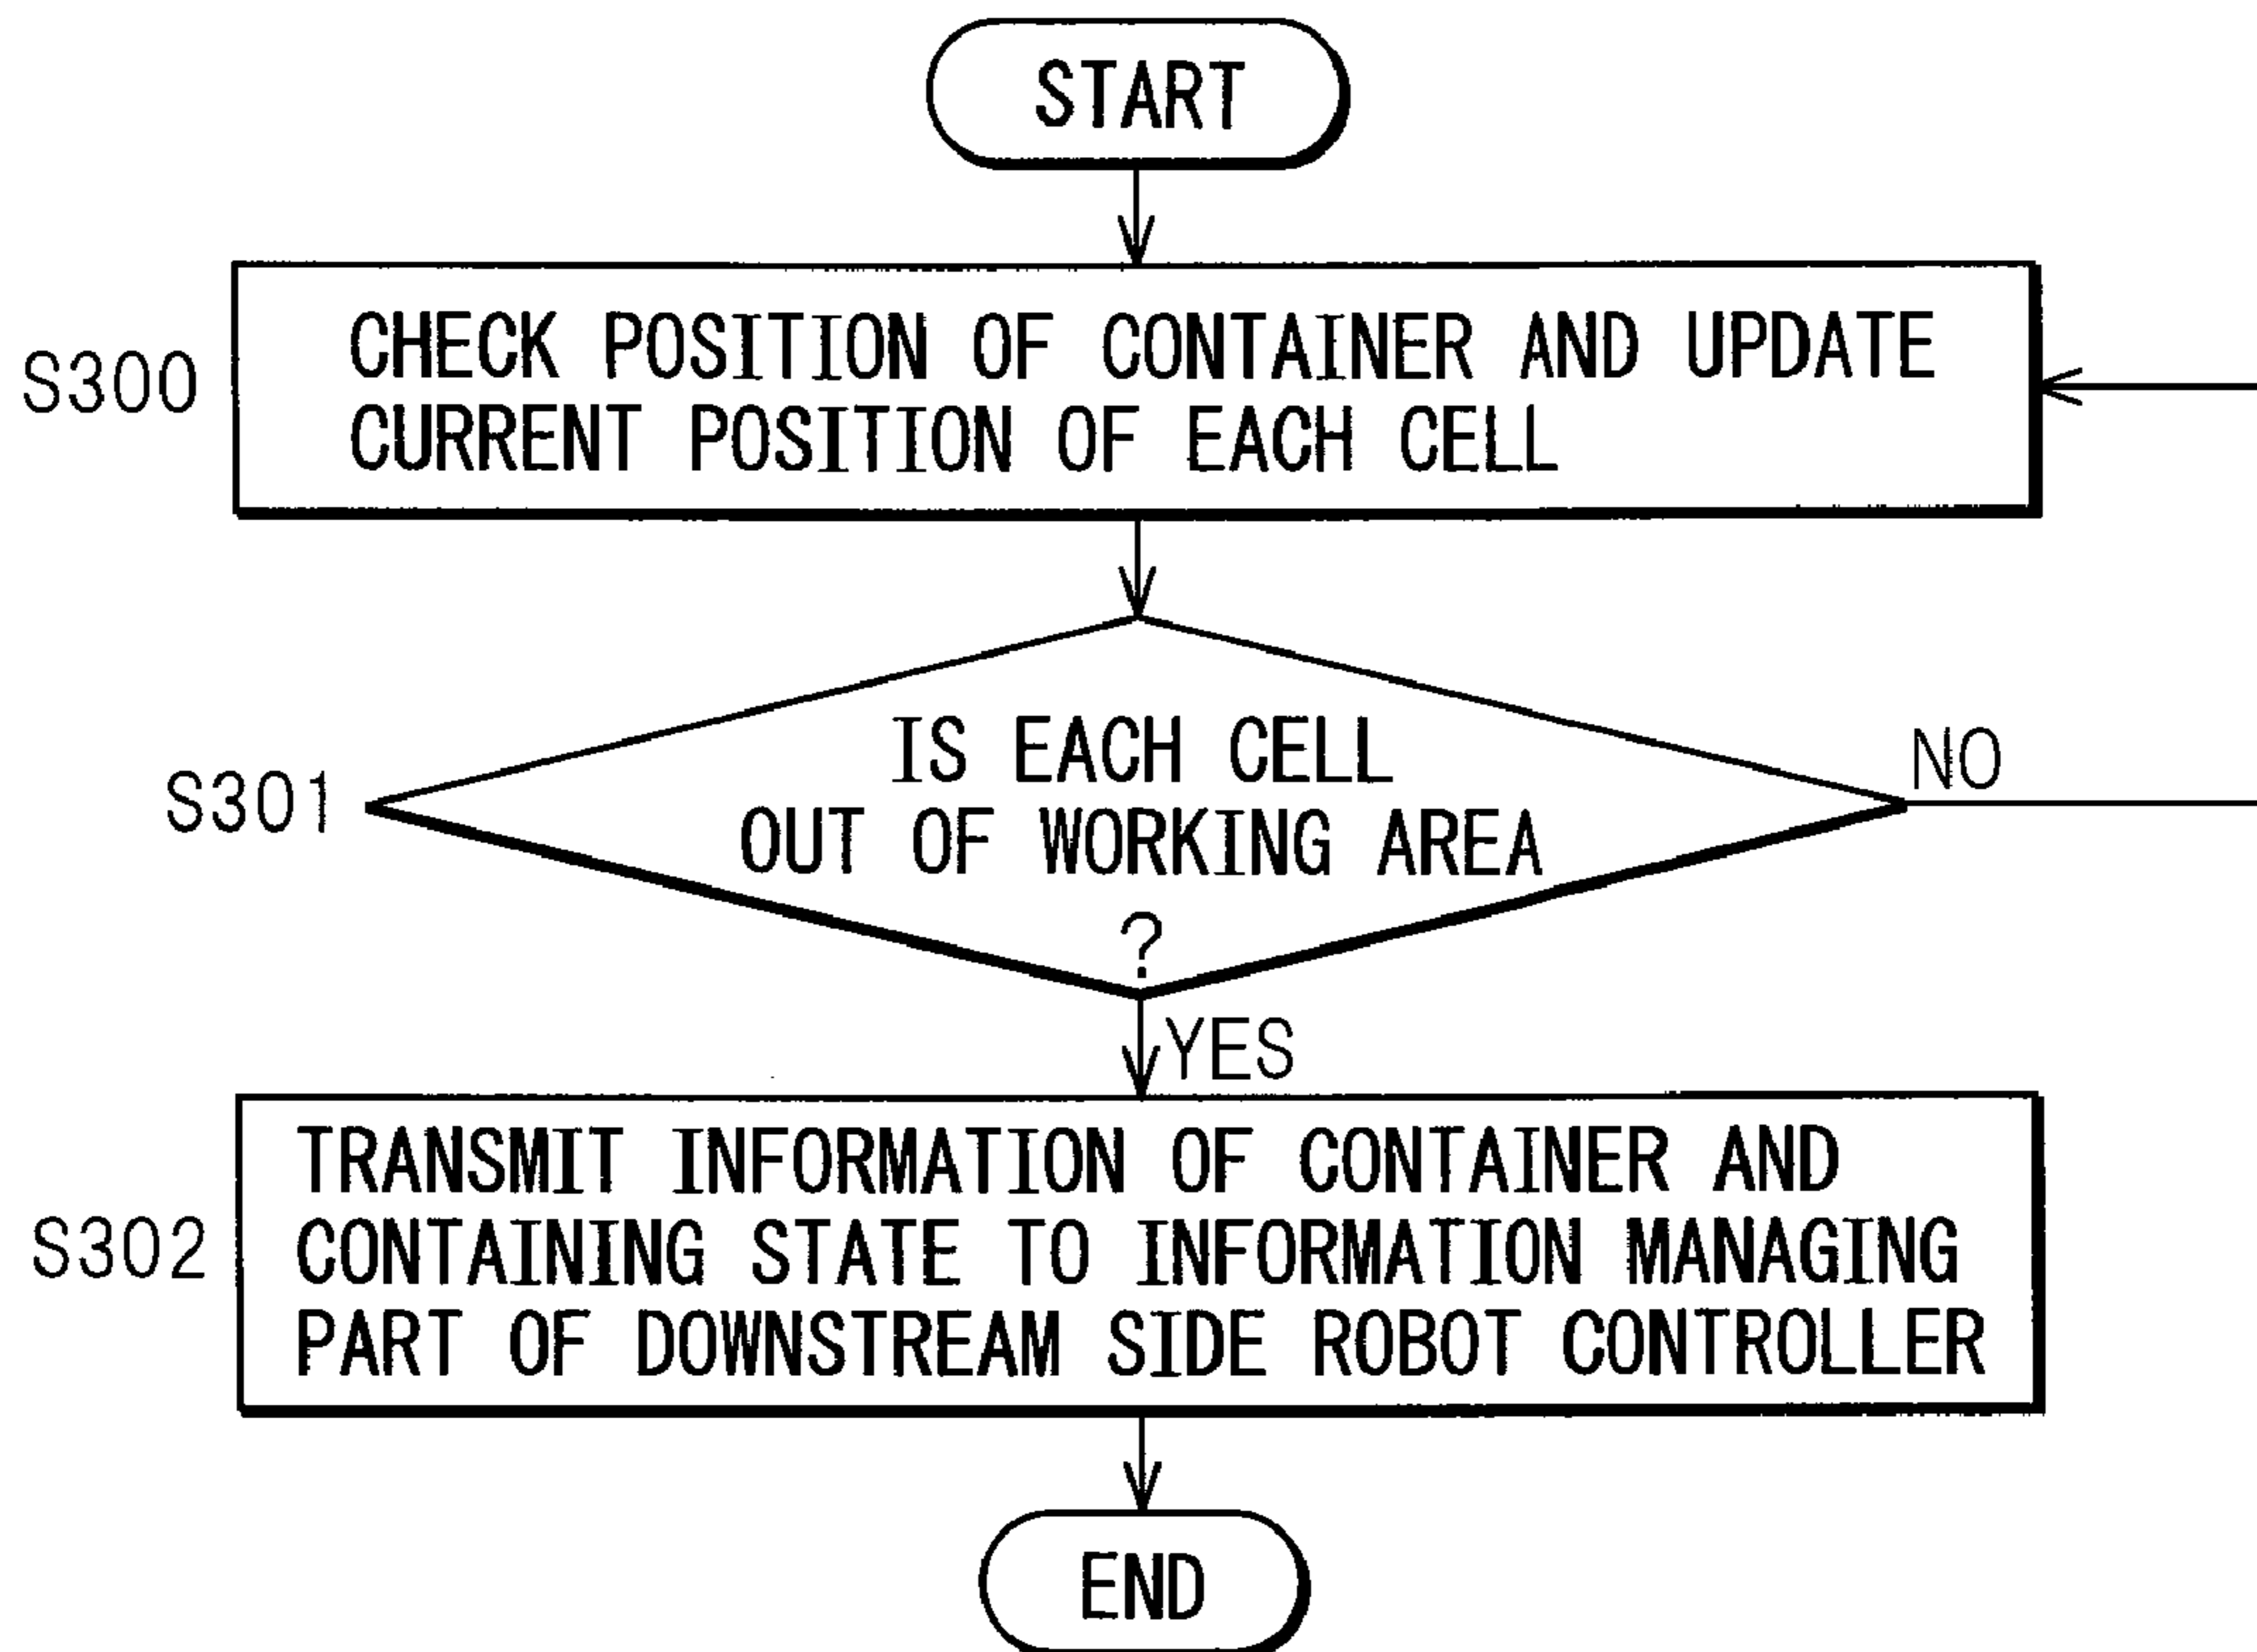 START
S300
CHECK POSITION OF CONTAINER AND UPDATE
CURRENT POSITION OF EACH CELL
S301
IS EACH CELL
OUT OF WORKING AREA
?
NO
YES
S302
TRANSMIT INFORMATION OF CONTAINER AND
CONTAINING STATE TO INFORMATION MANAGING
PART OF DOWNSTREAM SIDE ROBOT CONTROLLER
END